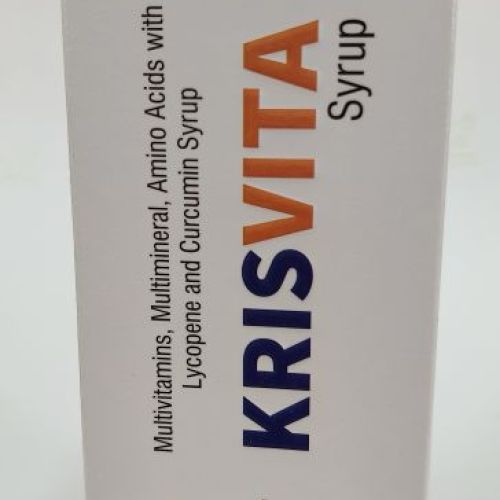 Multivitamins, Multimineral, Amino Acids with
Lycopene and Curcumin Syrup
KRISVITA
Syrup